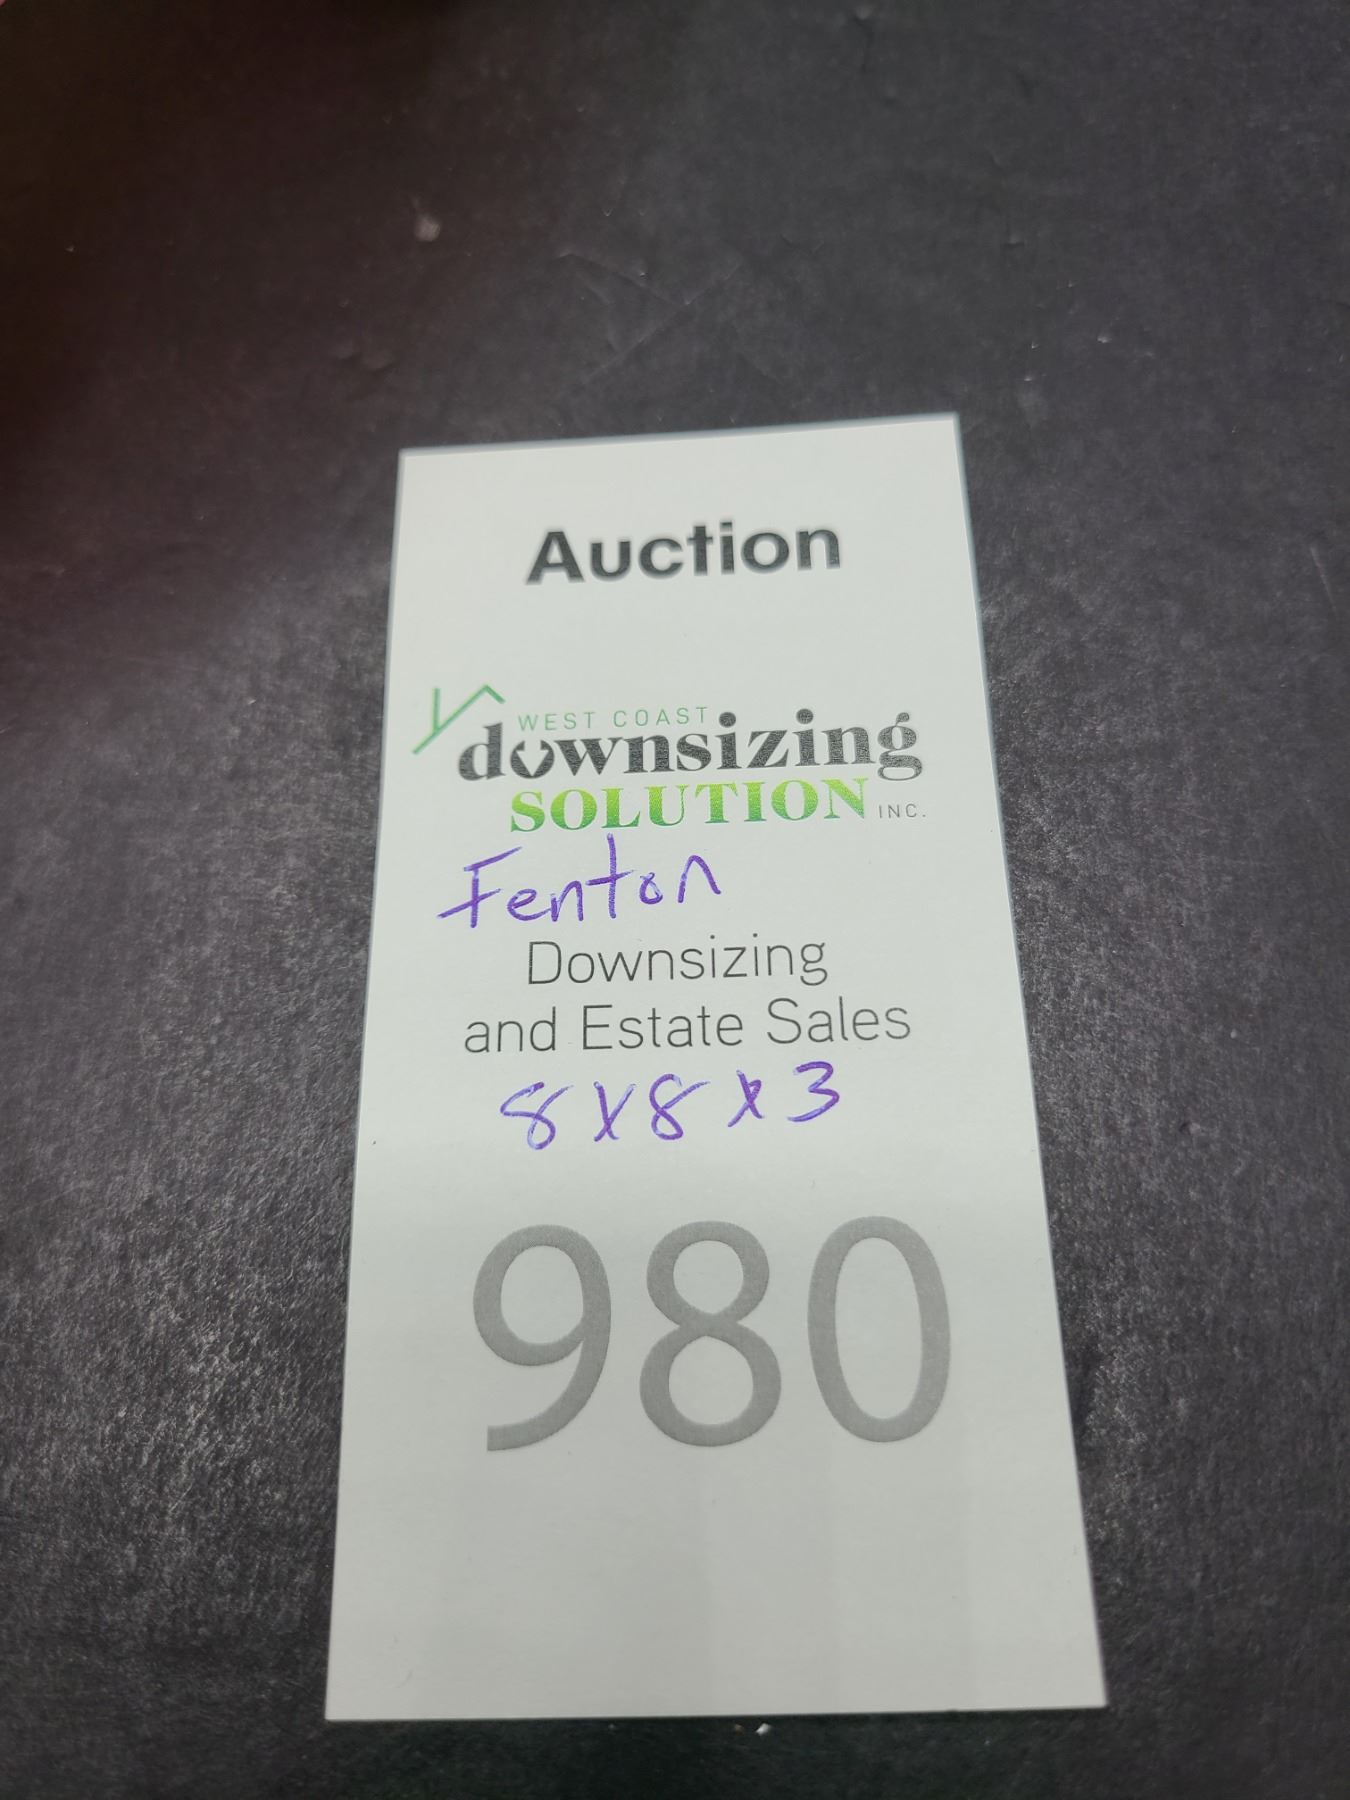 Auction
WEST COAST
downsizing
SOLUTION INC.
Fenton
Downsizing
and Estate Sales
8x8x3
980